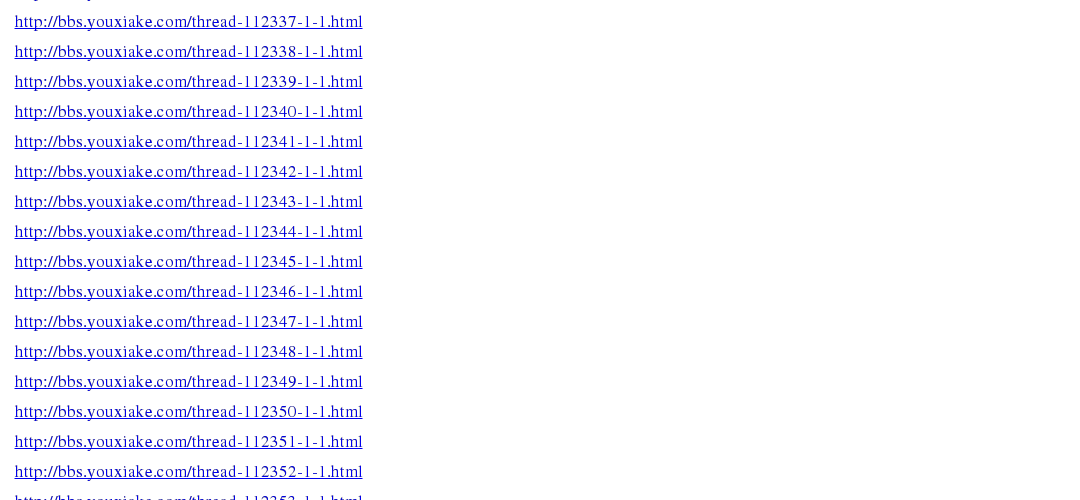 http://bbs.youxiake.com/thread-112337-1-1.html
http://bbs.youxiake.com/thread-112338-1-1.html
http://bbs.youxiake.com/thread-112339-1-1.html
http://bbs.youxiake.com/thread-112340-1-1.html
http://bbs.youxiake.com/thread-112341-1-1.html
http://bbs.youxiake.com/thread-112342-1-1.html
http://bbs.youxiake.com/thread-112343-1-1.html
http://bbs.youxiake.com/thread-112344-1-1.html
http://bbs.youxiake.com/thread-112345-1-1.html
http://bbs.youxiake.com/thread-112346-1-1.html
http://bbs.youxiake.com/thread-112347-1-1.html
http://bbs.youxiake.com/thread-112348-1-1.html
http://bbs.youxiake.com/thread-112349-1-1.html
http://bbs.youxiake.com/thread-112350-1-1.html
http://bbs.youxiake.com/thread-112351-1-1.html
http://bbs.youxiake.com/thread-112352-1-1.html